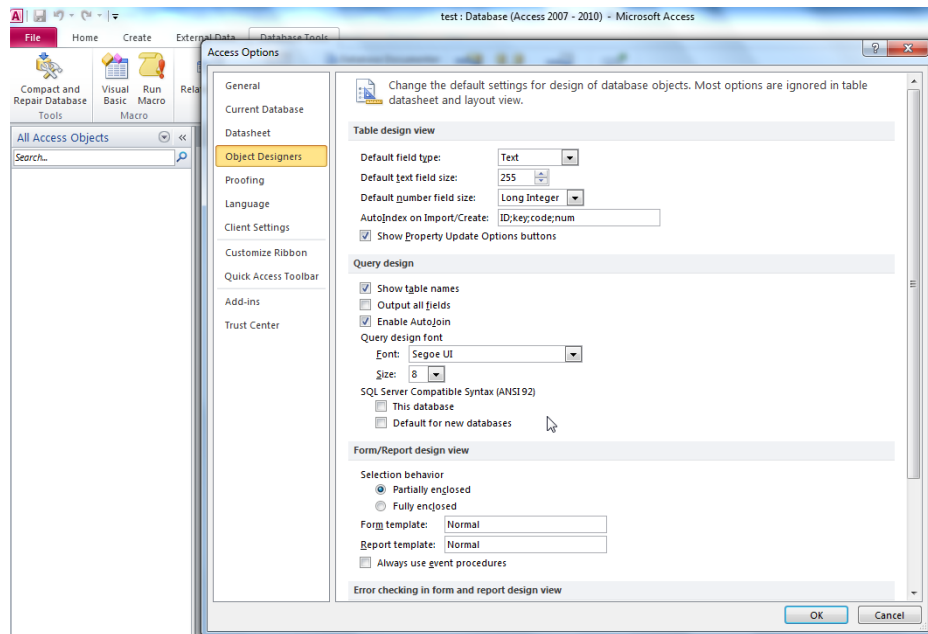 test : Database (Access 2007 - 2010) - Microsoft Access
File Home Create External Data Database Tools
Access Options
Compact and
Repair Database
Visual
Basic
Run
Macro
Rela
Tools
Macro
All Access Objects
Search...
General
Current Database
Datasheet
Object Designers
Proofing
Language
Client Settings
Customize Ribbon
Quick Access Toolbar
Add-ins
Trust Center
Change the default settings for design of database objects. Most options are ignored in table
datasheet and layout view.
Table design view
Default field type: Text
Default text field size: 255
Default number field size: Long Integer
AutoIndex on Import/Create: ID;key;code;num
Show Property Update Options buttons
Query design
Show table names
Output all fields
Enable AutoJoin
Query design font
Font: Segoe UI
Size: 8
SQL Server Compatible Syntax (ANSI 92)
This database
Default for new databases
Form/Report design view
Selection behavior
Partially enclosed
Fully enclosed
Form template: Normal
Report template: Normal
Always use event procedures
Error checking in form and report design view
OK Cancel